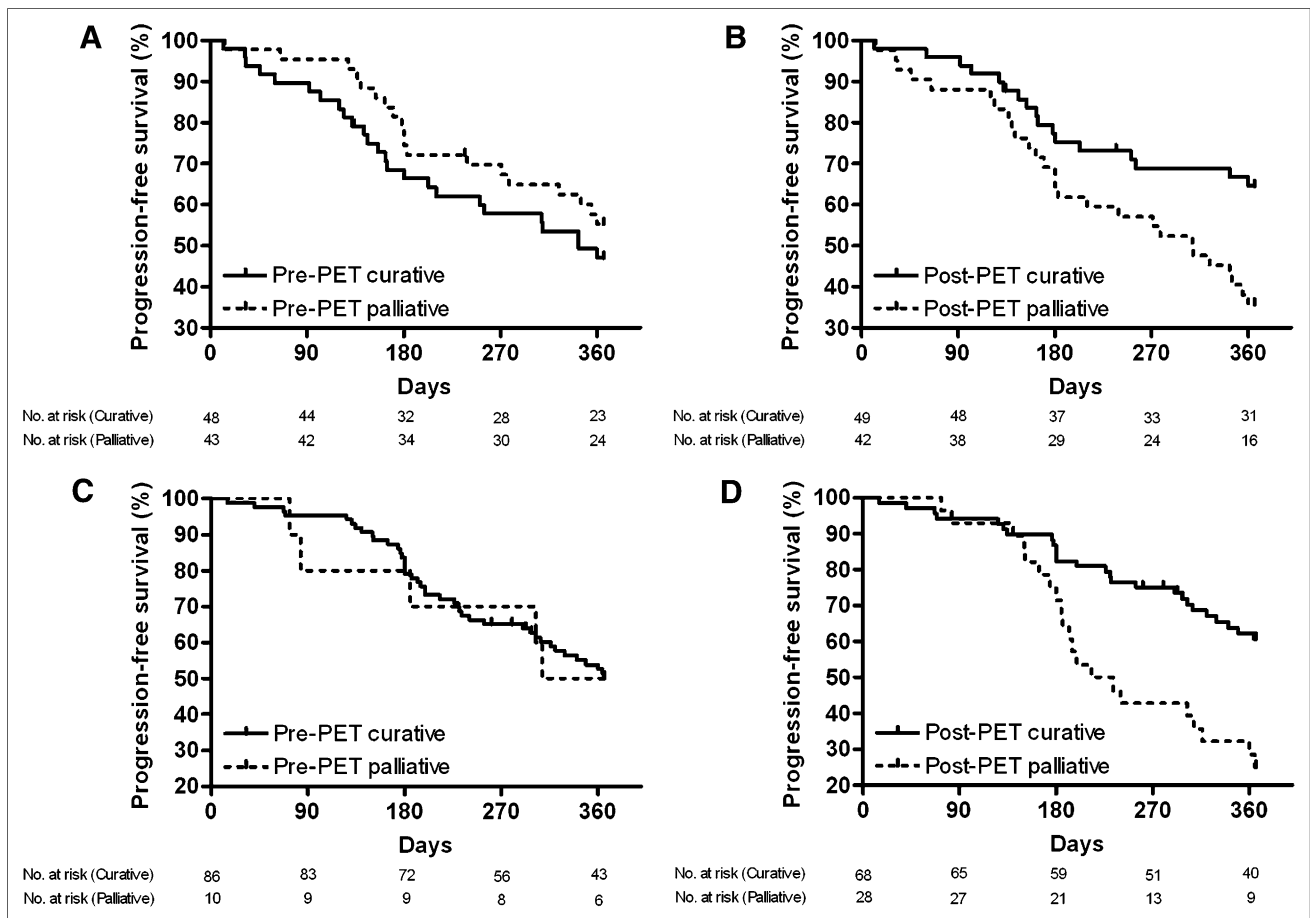 A
Progression-free survival (%)
100
90
80
70
60
50
40
30
Pre-PET curative
Pre-PET palliative
0 90 180 270 360
Days
No. at risk (Curative) 48 44 32 28 23
No. at risk (Palliative) 43 42 34 30 24
B
Progression-free survival (%)
100
90
80
70
60
50
40
30
Post-PET curative
Post-PET palliative
0 90 180 270 360
Days
No. at risk (Curative) 49 48 37 33 31
No. at risk (Palliative) 42 38 29 24 16
C
Progression-free survival (%)
100
90
80
70
60
50
40
30
20
Pre-PET curative
Pre-PET palliative
0 90 180 270 360
Days
No. at risk (Curative) 86 83 72 56 43
No. at risk (Palliative) 10 9 9 8 6
D
Progression-free survival (%)
100
90
80
70
60
50
40
30
20
Post-PET curative
Post-PET palliative
0 90 180 270 360
Days
No. at risk (Curative) 68 65 59 51 40
No. at risk (Palliative) 28 27 21 13 9